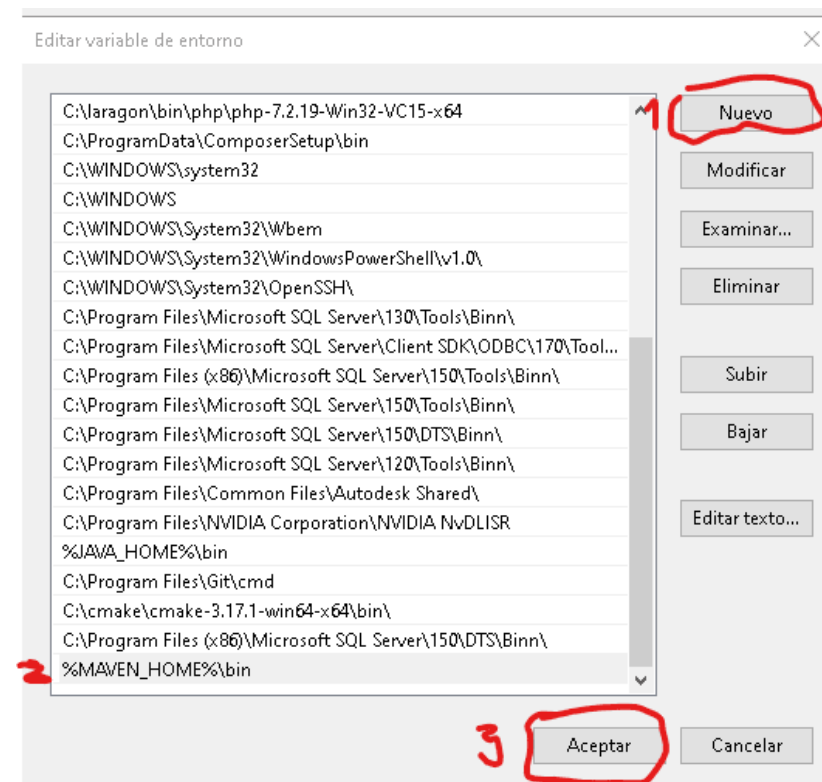 Editar variable de entorno
C:\laragon\bin\php\php-7.2.19-Win32-VC15-x64
1
Nuevo
C:\ProgramData\ComposerSetup\bin
C:\WINDOWS\system32
Modificar
C:\WINDOWS
C:\WINDOWS\System32\Wbem
Examinar...
C:\WINDOWS\System32\WindowsPowerShell\v1.0\
C:\WINDOWS\System32\OpenSSH\
Eliminar
C:\Program Files\Microsoft SQL Server\130\Tools\Binn\
C:\Program Files\Microsoft SQL Server\Client SDK\ODBC\170\Tool...
C:\Program Files (x86)\Microsoft SQL Server\150\Tools\Binn\
Subir
C:\Program Files\Microsoft SQL Server\150\Tools\Binn\
C:\Program Files\Microsoft SQL Server\150\DTS\Binn\
Bajar
C:\Program Files\Microsoft SQL Server\120\Tools\Binn\
C:\Program Files\Common Files\Autodesk Shared\
C:\Program Files\NVIDIA Corporation\NVIDIA NvDLISR
Editar texto...
%JAVA_HOME%\bin
C:\Program Files\Git\cmd
C:\cmake\cmake-3.17.1-win64-x64\bin\
C:\Program Files (x86)\Microsoft SQL Server\150\DTS\Binn\
2
%MAVEN_HOME%\bin
3
Aceptar
Cancelar